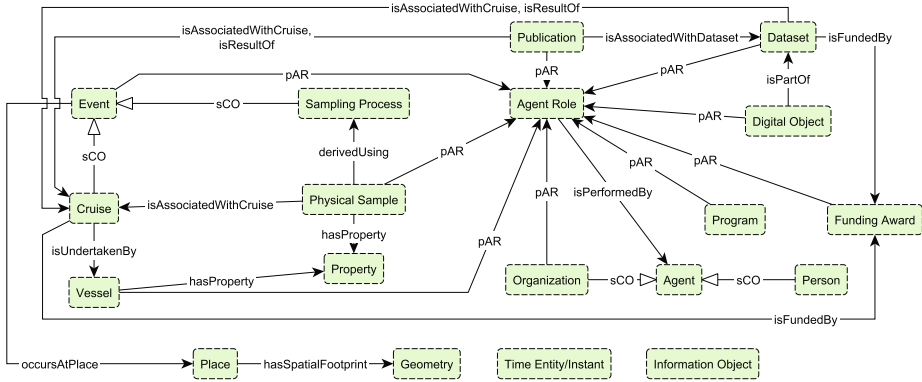 isAssociatedWithCruise, isResultOf
isAssociatedWithCruise,
isResultOf
Publication
isAssociatedWithDataset
Dataset
isFundedBy
pAR
pAR
pAR
isPartOf
Event
sCO
Sampling Process
Agent Role
pAR
Digital Object
derivedUsing
sCO
pAR
pAR
pAR
pAR
isPerformedBy
Cruise
isAssociatedWithCruise
Physical Sample
Program
Funding Award
hasProperty
isUndertakenBy
pAR
Property
hasProperty
Vessel
Organization
sCO
Agent
sCO
Person
isFundedBy
occursAtPlace
Place
hasSpatialFootprint
Geometry
Time Entity/Instant
Information Object